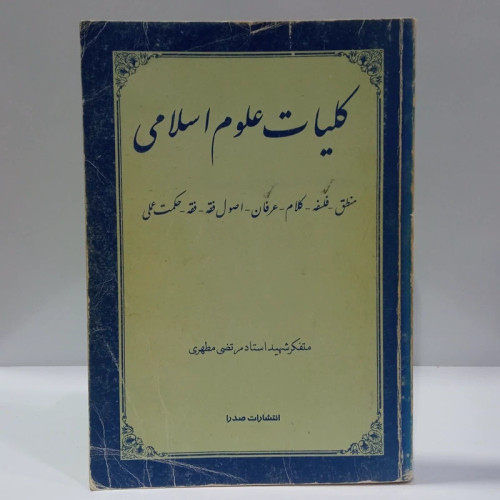 کلیات علوم اسلامی
منطق - فلسفه - کلام - عرفان - اصول فقه - فقه - حکمت عملی
متفکر شهید استاد مرتضی مطهری
انتشارات صدرا